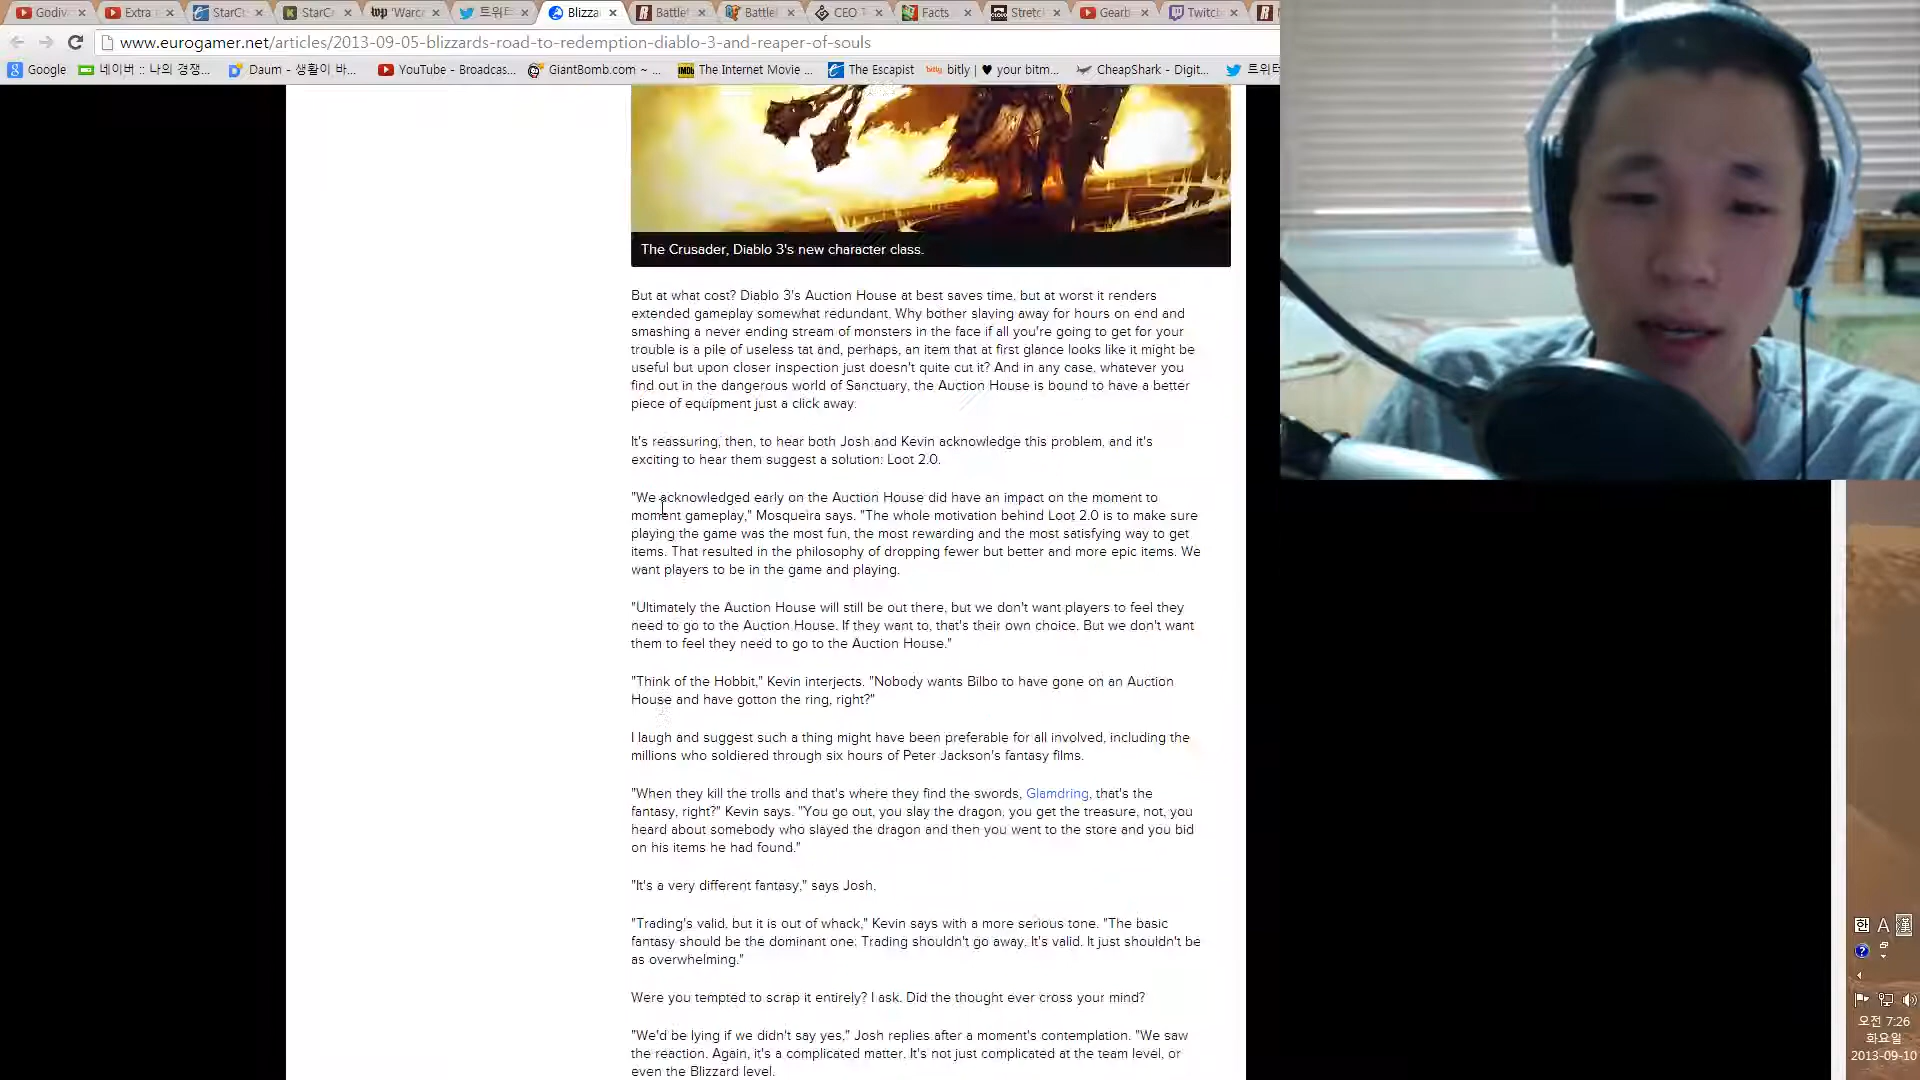 Godiv
Extra
StarCr
StarC
'Warc
트위터
Blizza
Battlef
Battlef
CEO T
Facts
Stretch
Gearb
Twitch
www.eurogamer.net/articles/2013-09-05-blizzards-road-to-redemption-diablo-3-and-reaper-of-souls
Google
네이버 :: 나의 경쟁...
Daum - 생활이 바...
YouTube - Broadcas...
GiantBomb.com ~ ...
The Internet Movie ...
The Escapist
bitly | ♥ your bitm...
CheapShark - Digit...
트위터
The Crusader, Diablo 3's new character class.
But at what cost? Diablo 3's Auction House at best saves time, but at worst it renders
extended gameplay somewhat redundant. Why bother slaving away for hours on end and
smashing a never ending stream of monsters in the face if all you're going to get for your
trouble is a pile of useless tat and, perhaps, an item that at first glance looks like it might be
useful but upon closer inspection just doesn't quite cut it? And in any case, whatever you
find out in the dangerous world of Sanctuary, the Auction House is bound to have a better
piece of equipment just a click away.
It's reassuring, then, to hear both Josh and Kevin acknowledge this problem, and it's
exciting to hear them suggest a solution: Loot 2.0.
"We acknowledged early on the Auction House did have an impact on the moment to
moment gameplay," Mosqueira says. "The whole motivation behind Loot 2.0 is to make sure
playing the game was the most fun, the most rewarding and the most satisfying way to get
items. That resulted in the philosophy of dropping fewer but better and more epic items. We
want players to be in the game and playing.
"Ultimately the Auction House will still be out there, but we don't want players to feel they
need to go to the Auction House. If they want to, that's their own choice. But we don't want
them to feel they need to go to the Auction House."
"Think of the Hobbit," Kevin interjects. "Nobody wants Bilbo to have gone on an Auction
House and have gotton the ring, right?"
I laugh and suggest such a thing might have been preferable for all involved, including the
millions who soldiered through six hours of Peter Jackson's fantasy films.
"When they kill the trolls and that's where they find the swords, Glamdring, that's the
fantasy, right?" Kevin says. "You go out, you slay the dragon, you get the treasure, not, you
heard about somebody who slayed the dragon and then you went to the store and you bid
on his items he had found."
"It's a very different fantasy," says Josh.
"Trading's valid, but it is out of whack," Kevin says with a more serious tone. "The basic
fantasy should be the dominant one. Trading shouldn't go away. It's valid. It just shouldn't be
as overwhelming."
Were you tempted to scrap it entirely? I ask. Did the thought ever cross your mind?
"We'd be lying if we didn't say yes," Josh replies after a moment's contemplation. "We saw
the reaction. Again, it's a complicated matter. It's not just complicated at the team level, or
even the Blizzard level.
한 A 漢
오전 7:26
화요일
2013-09-10